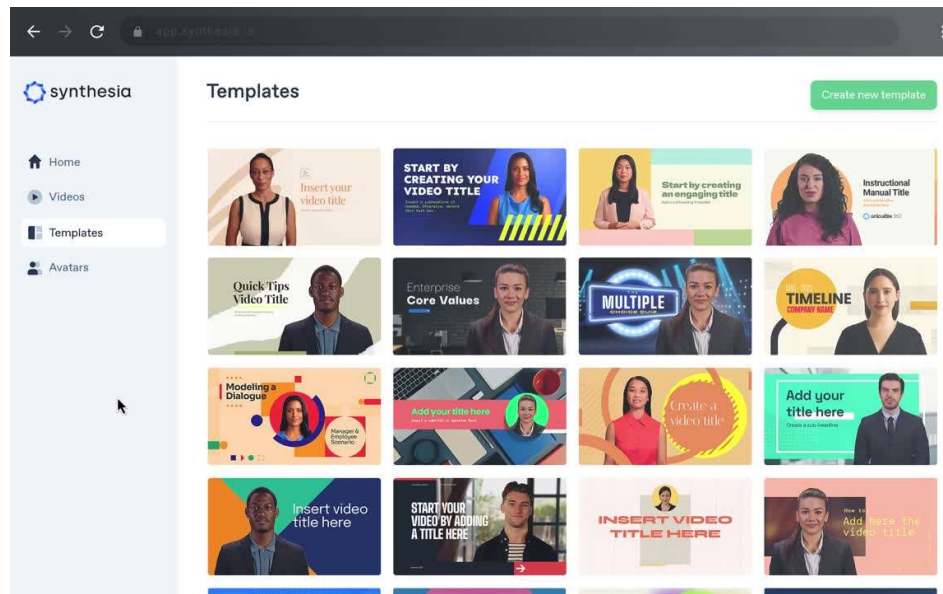 app.synthesia.io
synthesia
Templates
Create new template
Home
Videos
Templates
Avatars
Insert your
video title
START BY
CREATING YOUR
VIDEO TITLE
Start by creating
an engaging title
Instructional
Manual Title
Quick Tips
Video Title
Enterprise
Core Values
MULTIPLE
CHOICE QUIZ
TIMELINE
COMPANY NAME
Modeling a
Dialogue
Manager &
Employee
Scenario
Add your title here
Create a
video title
Add your
title here
Create a sub headline
Insert video
title here
START YOUR
VIDEO BY ADDING
A TITLE HERE
INSERT VIDEO
TITLE HERE
How to:
Add here the
video title